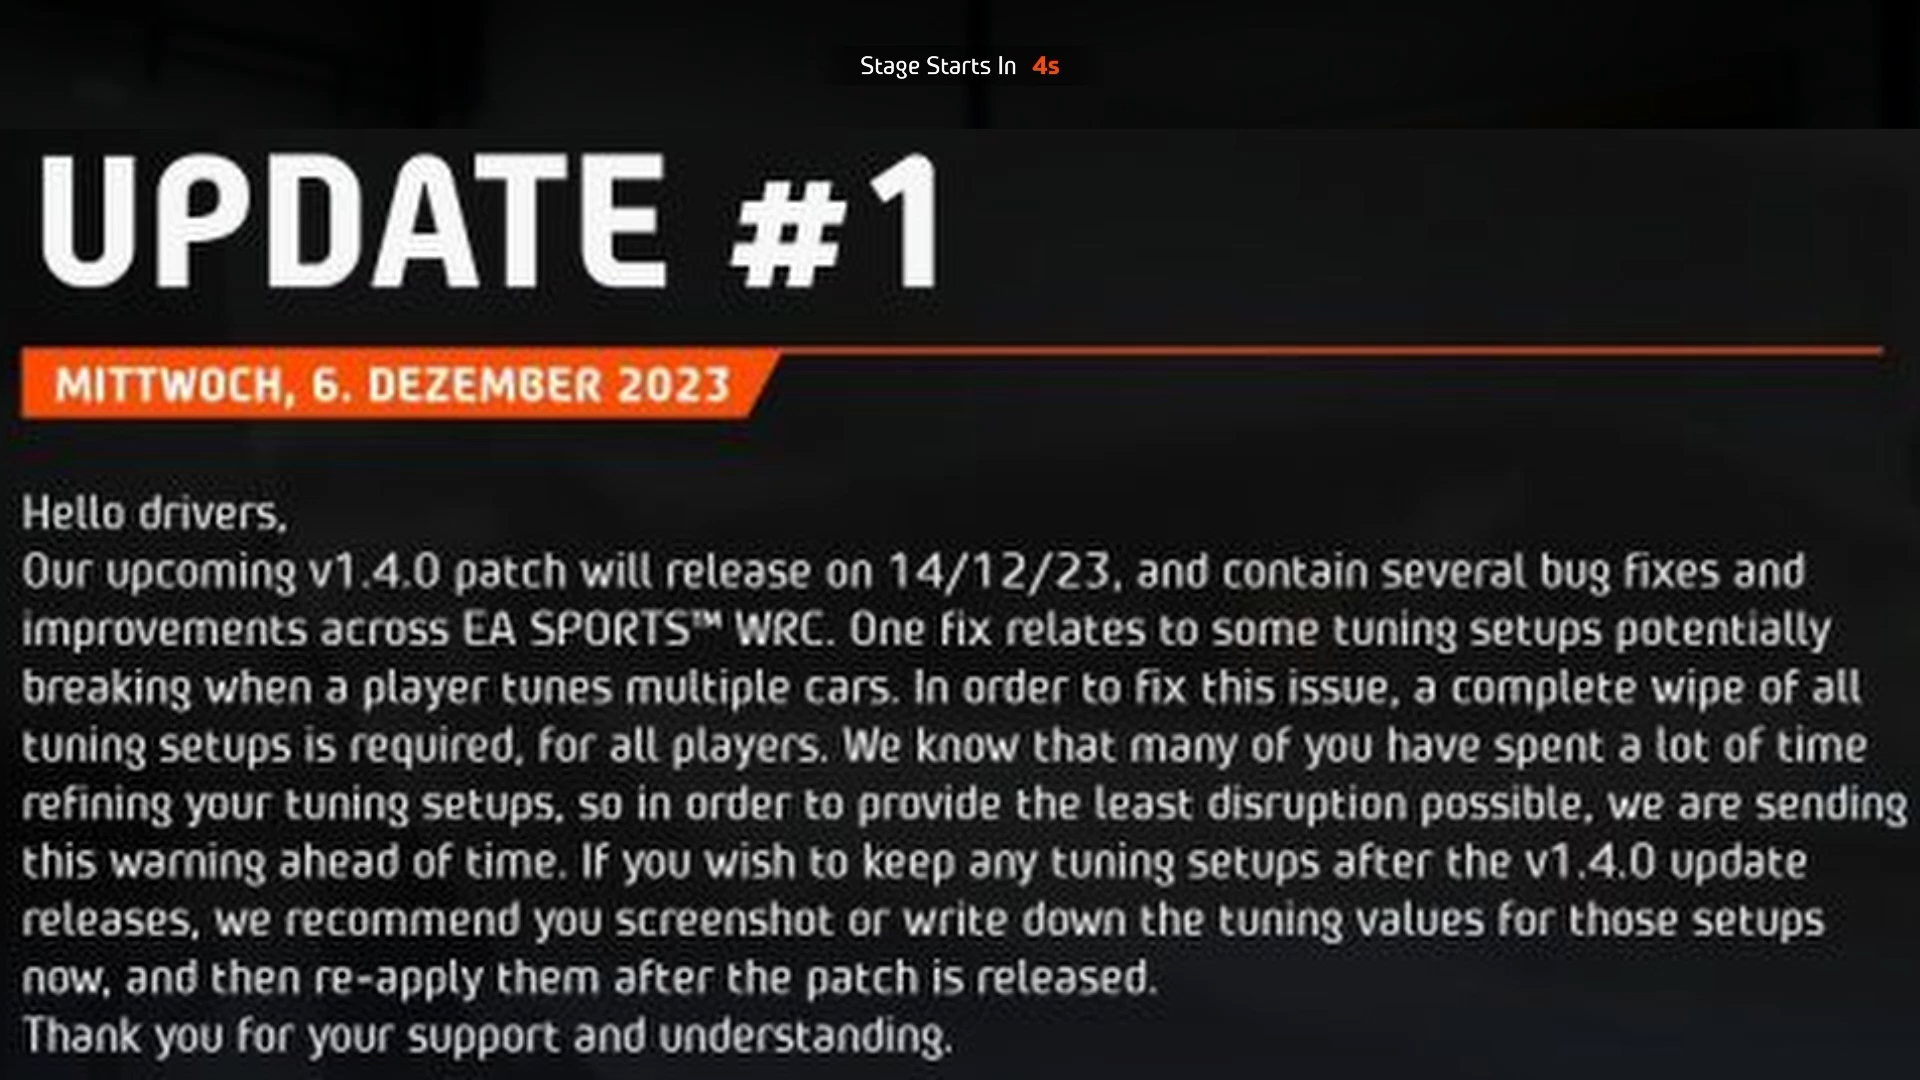 Stage Starts In 4s
UPDATE #1
MITTWOCH, 6. DEZEMBER 2023
Hello drivers,
Our upcoming v1.4.0 patch will release on 14/12/23, and contain several bug fixes and
improvements across EA SPORTS™ WRC. One fix relates to some tuning setups potentially
breaking when a player tunes multiple cars. In order to fix this issue, a complete wipe of all
tuning setups is required, for all players. We know that many of you have spent a lot of time
refining your tuning setups, so in order to provide the least disruption possible, we are sending
this warning ahead of time. If you wish to keep any tuning setups after the v1.4.0 update
releases, we recommend you screenshot or write down the tuning values for those setups
now, and then re-apply them after the patch is released.
Thank you for your support and understanding.